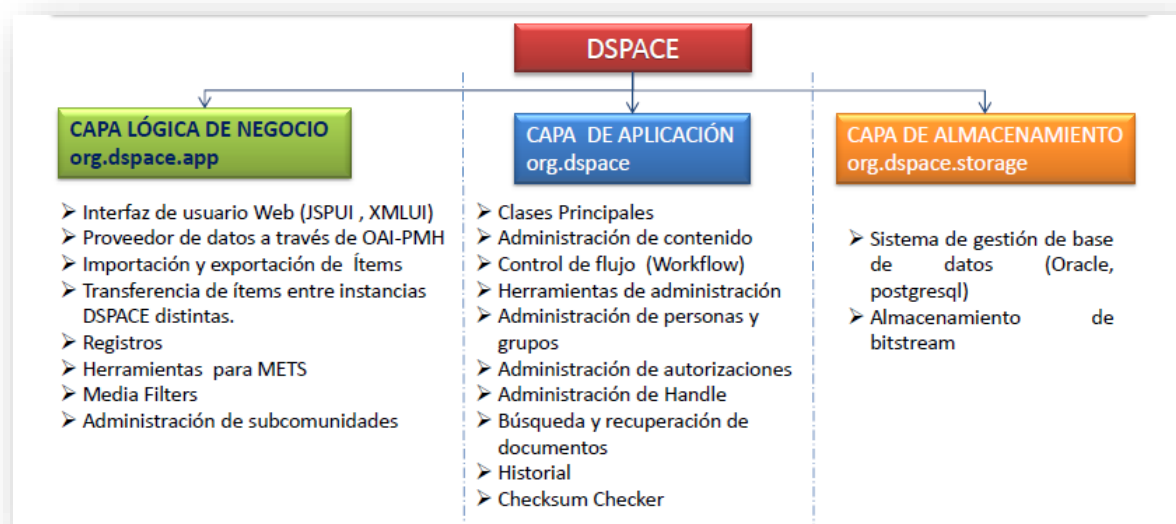 DSPACE
CAPA LÓGICA DE NEGOCIO
org.dspace.app
➢ Interfaz de usuario Web (JSPUI , XMLUI)
➢ Proveedor de datos a través de OAI-PMH
➢ Importación y exportación de Ítems
➢ Transferencia de ítems entre instancias
DSPACE distintas.
➢ Registros
➢ Herramientas para METS
➢ Media Filters
➢ Administración de subcomunidades
CAPA DE APLICACIÓN
org.dspace
➢ Clases Principales
➢ Administración de contenido
➢ Control de flujo (Workflow)
➢ Herramientas de administración
➢ Administración de personas y
grupos
➢ Administración de autorizaciones
➢ Administración de Handle
➢ Búsqueda y recuperación de
documentos
➢ Historial
➢ Checksum Checker
CAPA DE ALMACENAMIENTO
org.dspace.storage
➢ Sistema de gestión de base
de datos (Oracle,
postgresql)
➢ Almacenamiento de
bitstream